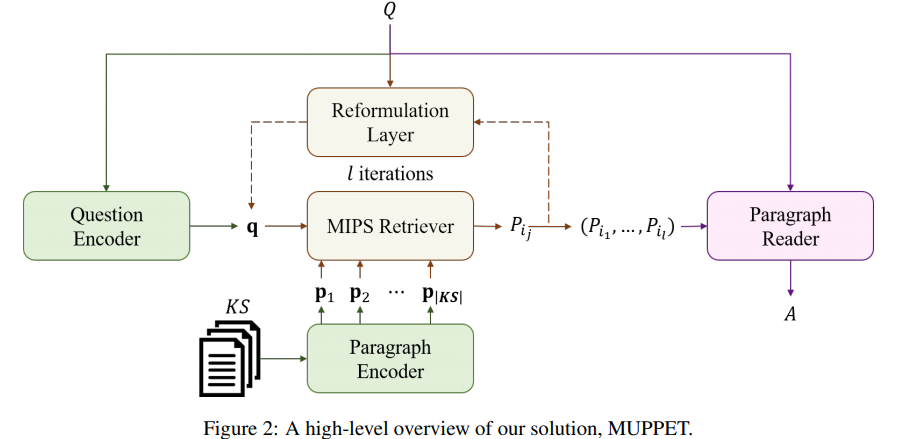 Q
Reformulation
Layer
l iterations
Question
Encoder
q
MIPS Retriever
P_{i_j}
(P_{i_1}, ..., P_{i_l})
Paragraph
Reader
p_1 p_2 ... p_{|KS|}
KS
A
Paragraph
Encoder
Figure 2: A high-level overview of our solution, MUPPET.